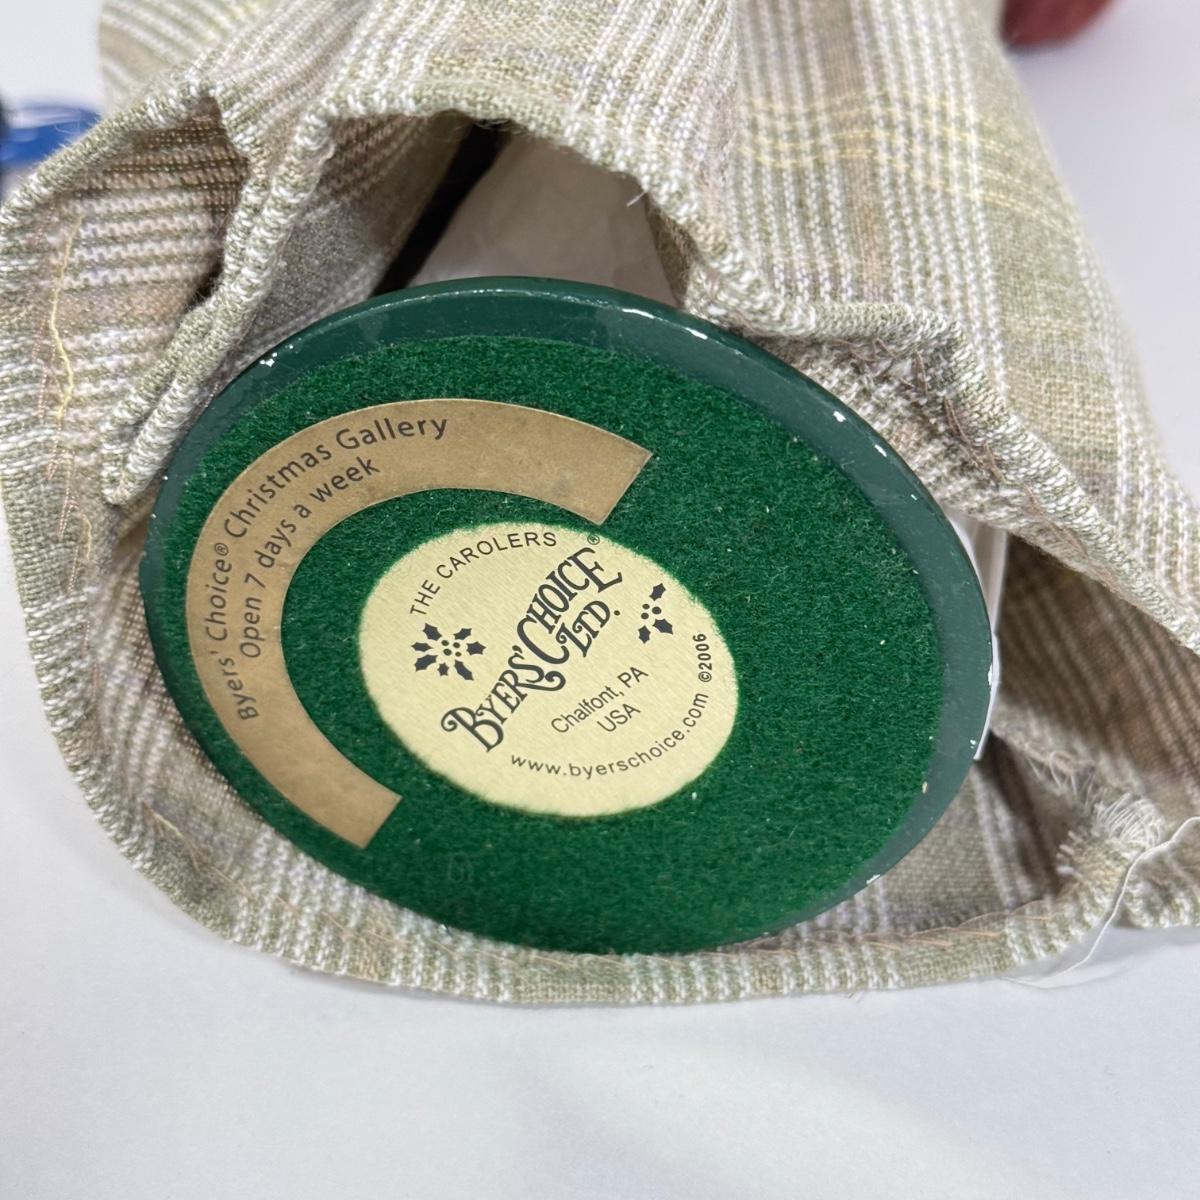 Byers' Choice® Christmas Gallery
Open 7 days a week
THE CAROLERS®
BYERS' CHOICE
LTD.
Chalfont, PA
USA
www.byerschoice.com ©2006